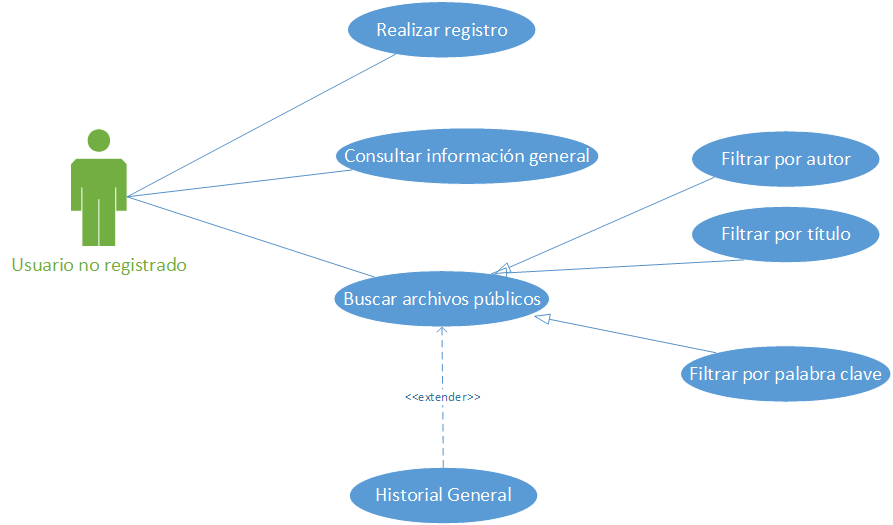 Realizar registro
Consultar información general
Filtrar por autor
Filtrar por título
Usuario no registrado
Buscar archivos públicos
Filtrar por palabra clave
<<extender>>
Historial General